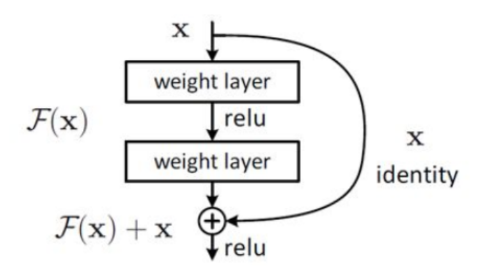 x
weight layer
relu
F(x)
weight layer
x
identity
F(x) + x
relu